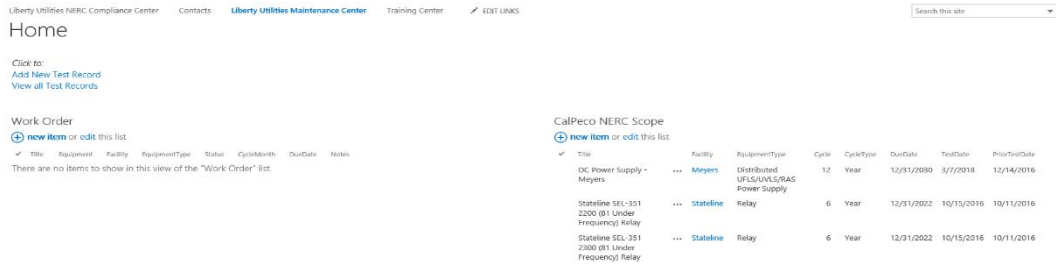 Liberty Utilities NERC Compliance Center Contacts Liberty Utilities Maintenance Center Training Center EDIT LINKS
Search this site
Home
Click to:
Add New Test Record
View all Test Records
Work Order
new item or edit this list
Title Equipment Facility EquipmentType Status CycleMonth DueDate Notes
There are no items to show in this view of the "Work Order" list.
CalPeco NERC Scope
new item or edit this list
Title Facility EquipmentType Cycle CycleType DueDate TestDate PriorTestDate
DC Power Supply - ... Meyers Distributed 12 Year 12/31/2030 3/7/2018 12/14/2016
Meyers UFLS/UVLS/RAS
Power Supply
Stateline SEL-351 ... Stateline Relay 6 Year 12/31/2022 10/15/2016 10/11/2016
2200 (81 Under
Frequency) Relay
Stateline SEL-351 ... Stateline Relay 6 Year 12/31/2022 10/15/2016 10/11/2016
2300 (81 Under
Frequency) Relay